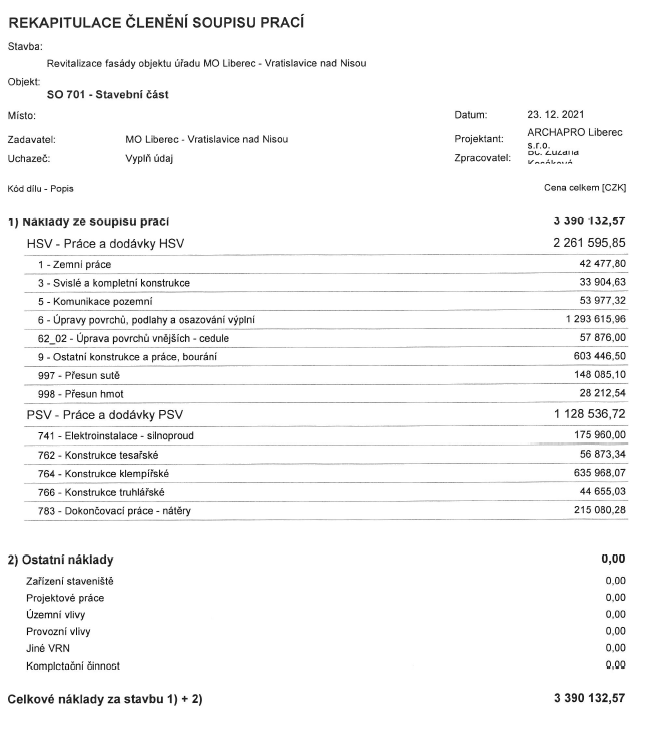 REKAPITULACE ČLENĚNÍ SOUPISU PRACÍ
Stavba:
Revitalizace fasády objektu úřadu MO Liberec - Vratislavice nad Nisou
Objekt:
SO 701 - Stavební část
Místo: Datum: 23. 12. 2021
Zadavatel: MO Liberec - Vratislavice nad Nisou Projektant: ARCHAPRO Liberec s.r.o.
Uchazeč: Vyplň údaj Zpracovatel: Bc. Zuzana
Kód dílu - Popis Cena celkem [CZK]
1) Náklady ze soupisu prací 3 390 132,57
HSV - Práce a dodávky HSV 2 261 595,85
1 - Zemní práce 42 477,80
3 - Svislé a kompletní konstrukce 33 904,63
5 - Komunikace pozemní 53 977,32
6 - Úpravy povrchů, podlahy a osazování výplní 1 293 615,96
62_02 - Úprava povrchů vnějších - cedule 57 876,00
9 - Ostatní konstrukce a práce, bourání 603 446,50
997 - Přesun sutě 148 085,10
998 - Přesun hmot 28 212,54
PSV - Práce a dodávky PSV 1 128 536,72
741 - Elektroinstalace - silnoproud 175 960,00
762 - Konstrukce tesařské 56 873,34
764 - Konstrukce klempířské 635 968,07
766 - Konstrukce truhlářské 44 655,03
783 - Dokončovací práce - nátěry 215 080,28
2) Ostatní náklady 0,00
Zařízení staveniště 0,00
Projektové práce 0,00
Územní vlivy 0,00
Provozní vlivy 0,00
Jiné VRN 0,00
Kompletační činnost 0,00
Celkové náklady za stavbu 1) + 2) 3 390 132,57